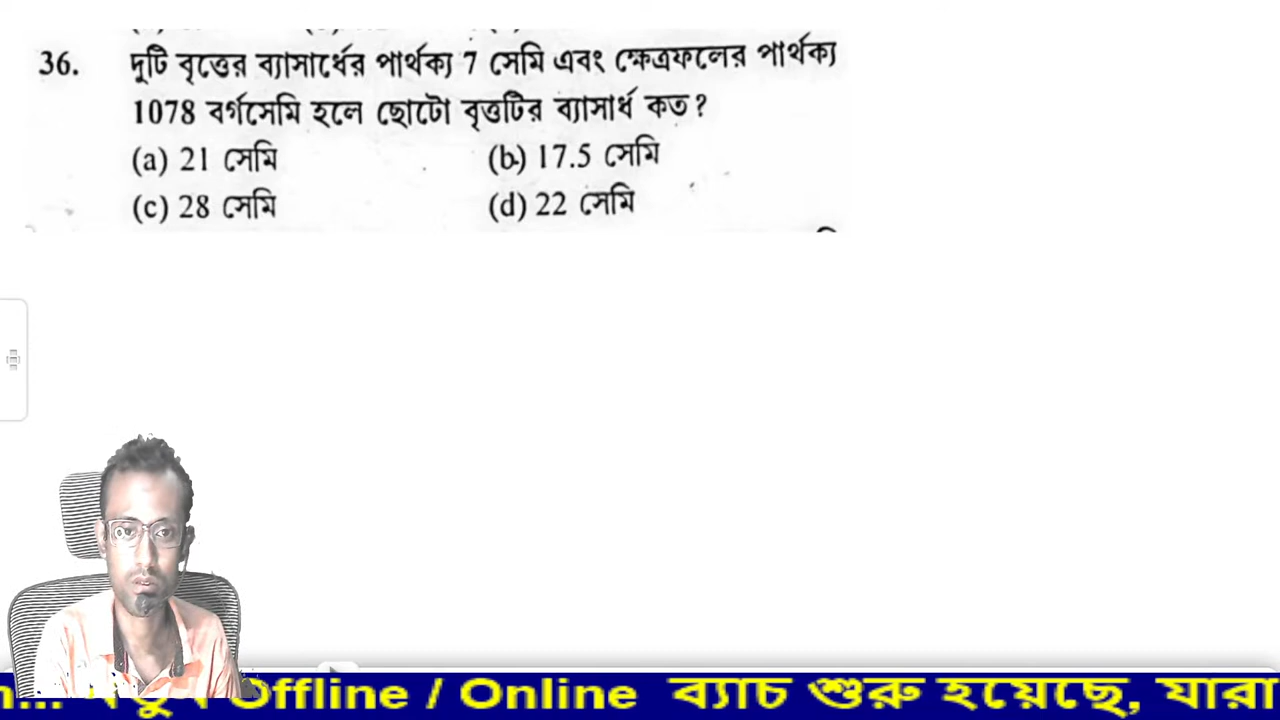 36. দুটি বৃত্তের ব্যাসার্ধের পার্থক্য 7 সেমি এবং ক্ষেত্রফলের পার্থক্য
1078 বর্গসেমি হলে ছোটো বৃত্তটির ব্যাসার্ধ কত?
(a) 21 সেমি (b) 17.5 সেমি
(c) 28 সেমি (d) 22 সেমি
Offline / Online ব্যাচ শুরু হয়েছে, যারা